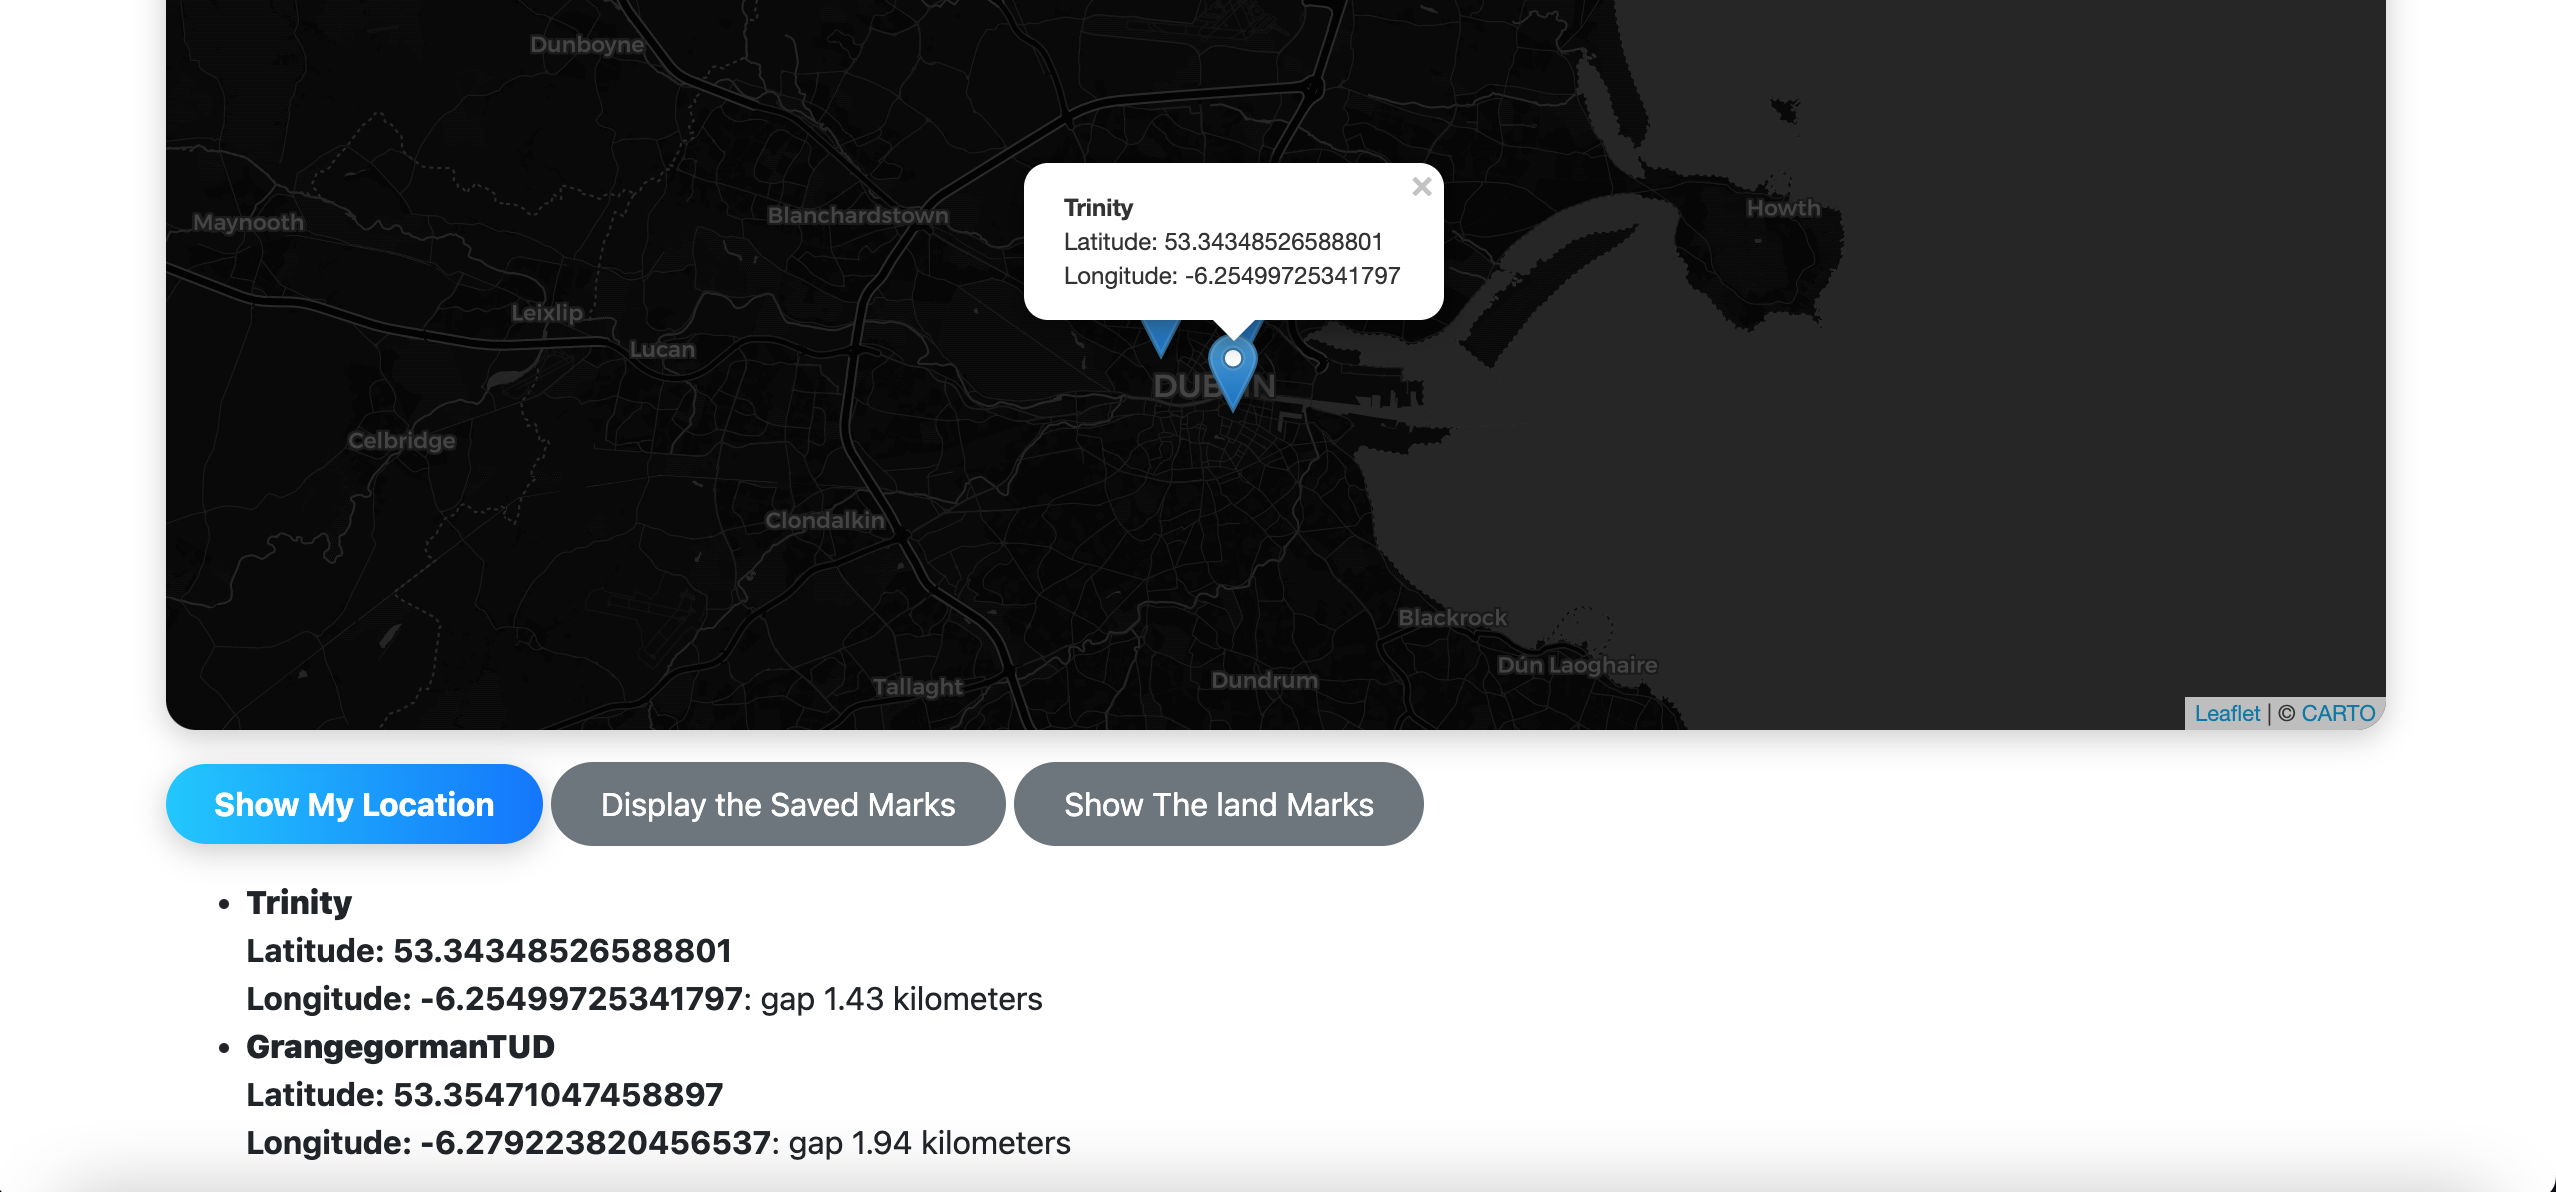 Dunboyne
Maynooth
Blanchardstown
Howth
×
Trinity
Latitude: 53.34348526588801
Longitude: -6.25499725341797
Leixlip
Lucan
DUBLIN
Celbridge
Clondalkin
Blackrock
Dún Laoghaire
Tallaght
Dundrum
Leaflet | © CARTO
Show My Location
Display the Saved Marks
Show The land Marks
• Trinity
Latitude: 53.34348526588801
Longitude: -6.25499725341797: gap 1.43 kilometers
• GrangegormanTUD
Latitude: 53.35471047458897
Longitude: -6.279223820456537: gap 1.94 kilometers